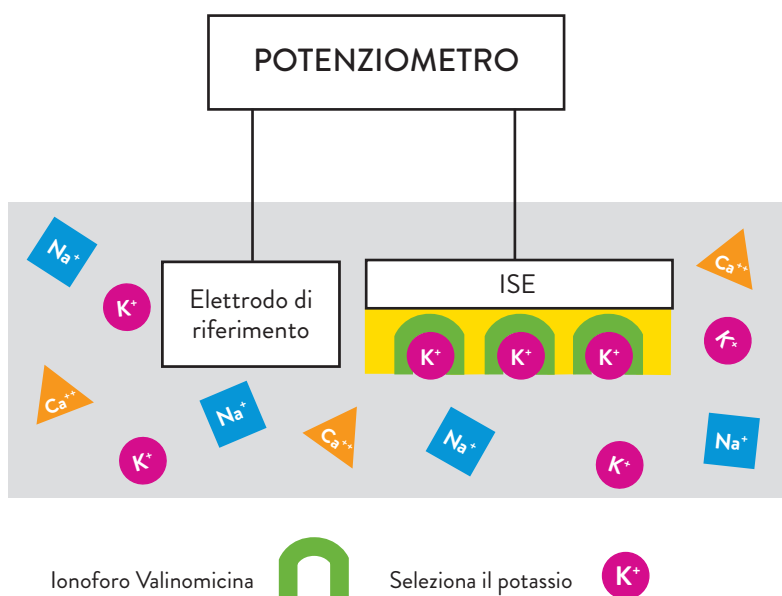 POTENZIOMETRO
Na⁺
K⁺
Elettrodo di
riferimento
ISE
Ca⁺⁺
K⁺
K⁺
K⁺
K⁺
Ca⁺⁺
Na⁺
Ca⁺⁺
Na⁺
Na⁺
K⁺
K⁺
Ionoforo Valinomicina
Seleziona il potassio
K⁺